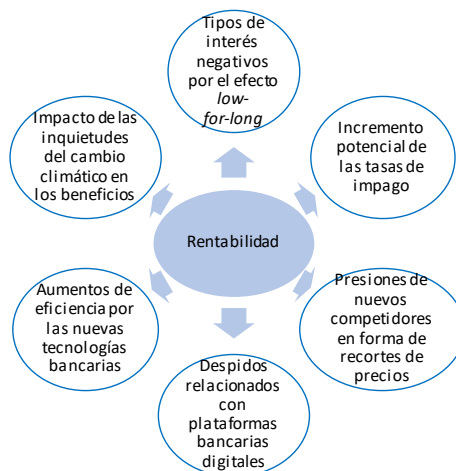 Tipos de
interés
negativos
por el efecto
low-
for-long
Impacto de las
inquietudes
del cambio
climático en
los beneficios
Incremento
potencial de
las tasas de
impago
Rentabilidad
Aumentos de
eficiencia por
las nuevas
tecnologías
bancarias
Presiones de
nuevos
competidores
en forma de
recortes de
precios
Despidos
relacionados
con
plataformas
bancarias
digitales